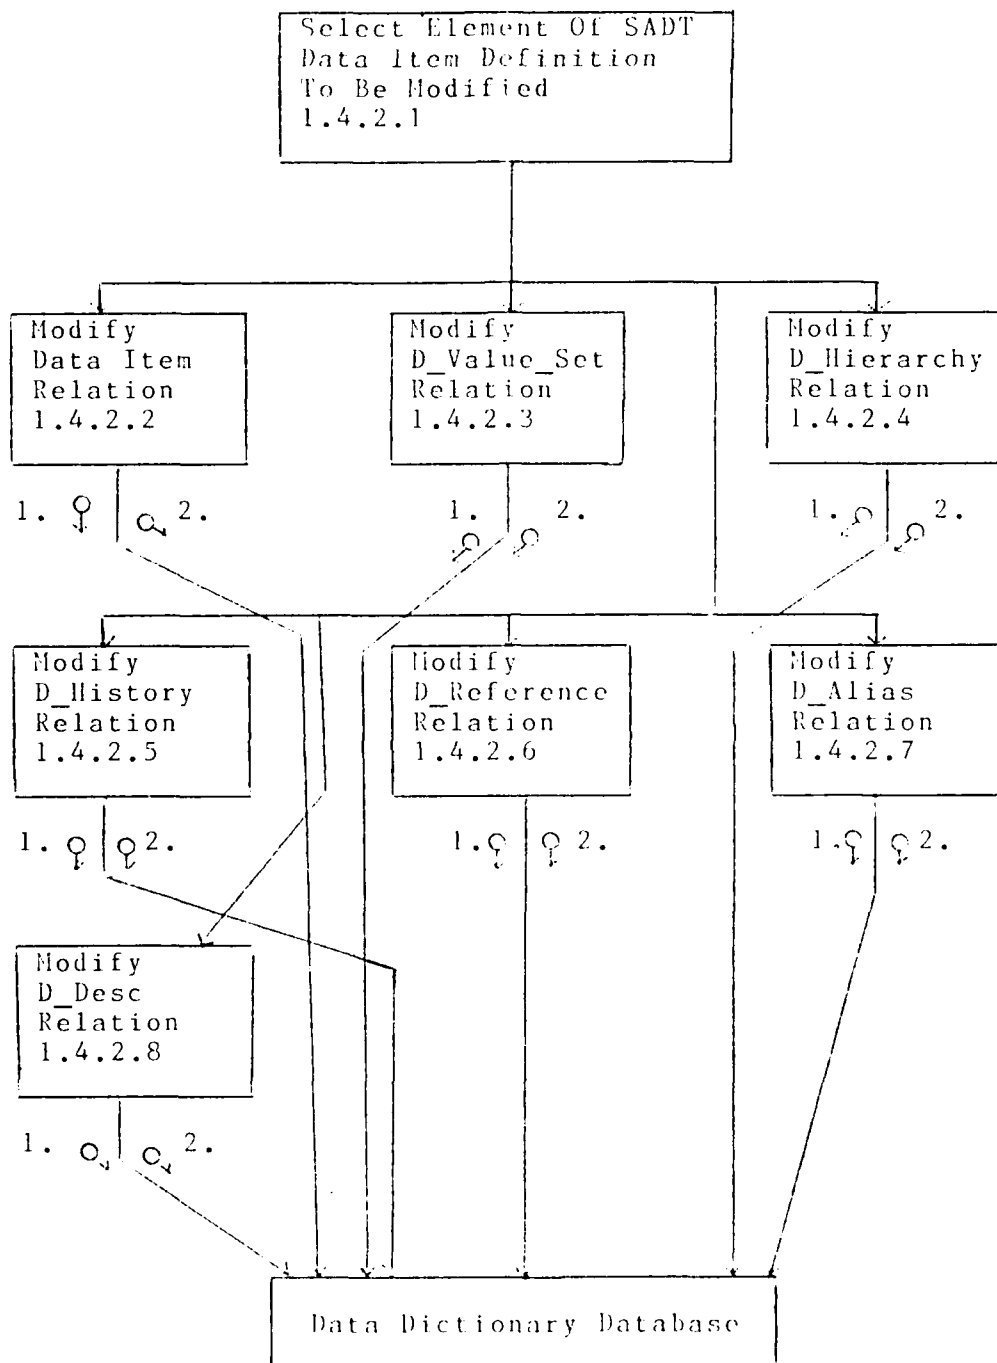 Select Element Of SADT
Data Item Definition
To Be Modified
1.4.2.1
Modify
Data Item
Relation
1.4.2.2
Modify
D_Value_Set
Relation
1.4.2.3
Modify
D_Hierarchy
Relation
1.4.2.4
1. 2.
1. 2.
1. 2.
Modify
D_History
Relation
1.4.2.5
Modify
D_Reference
Relation
1.4.2.6
Modify
D_Alias
Relation
1.4.2.7
1. 2.
1. 2.
1. 2.
Modify
D_Desc
Relation
1.4.2.8
1. 2.
Data Dictionary Database